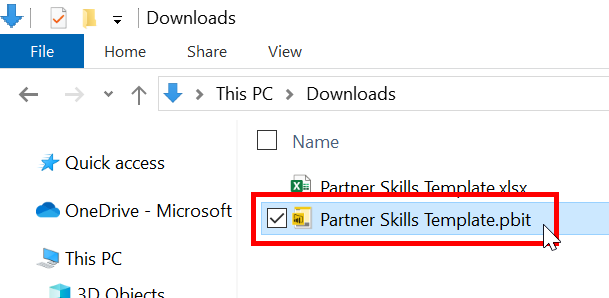 Downloads
File
Home
Share
View
This PC
Downloads
Name
Quick access
Partner Skills Template.xlsx
OneDrive - Microsoft
Partner Skills Template.pbit
This PC
3D Objects